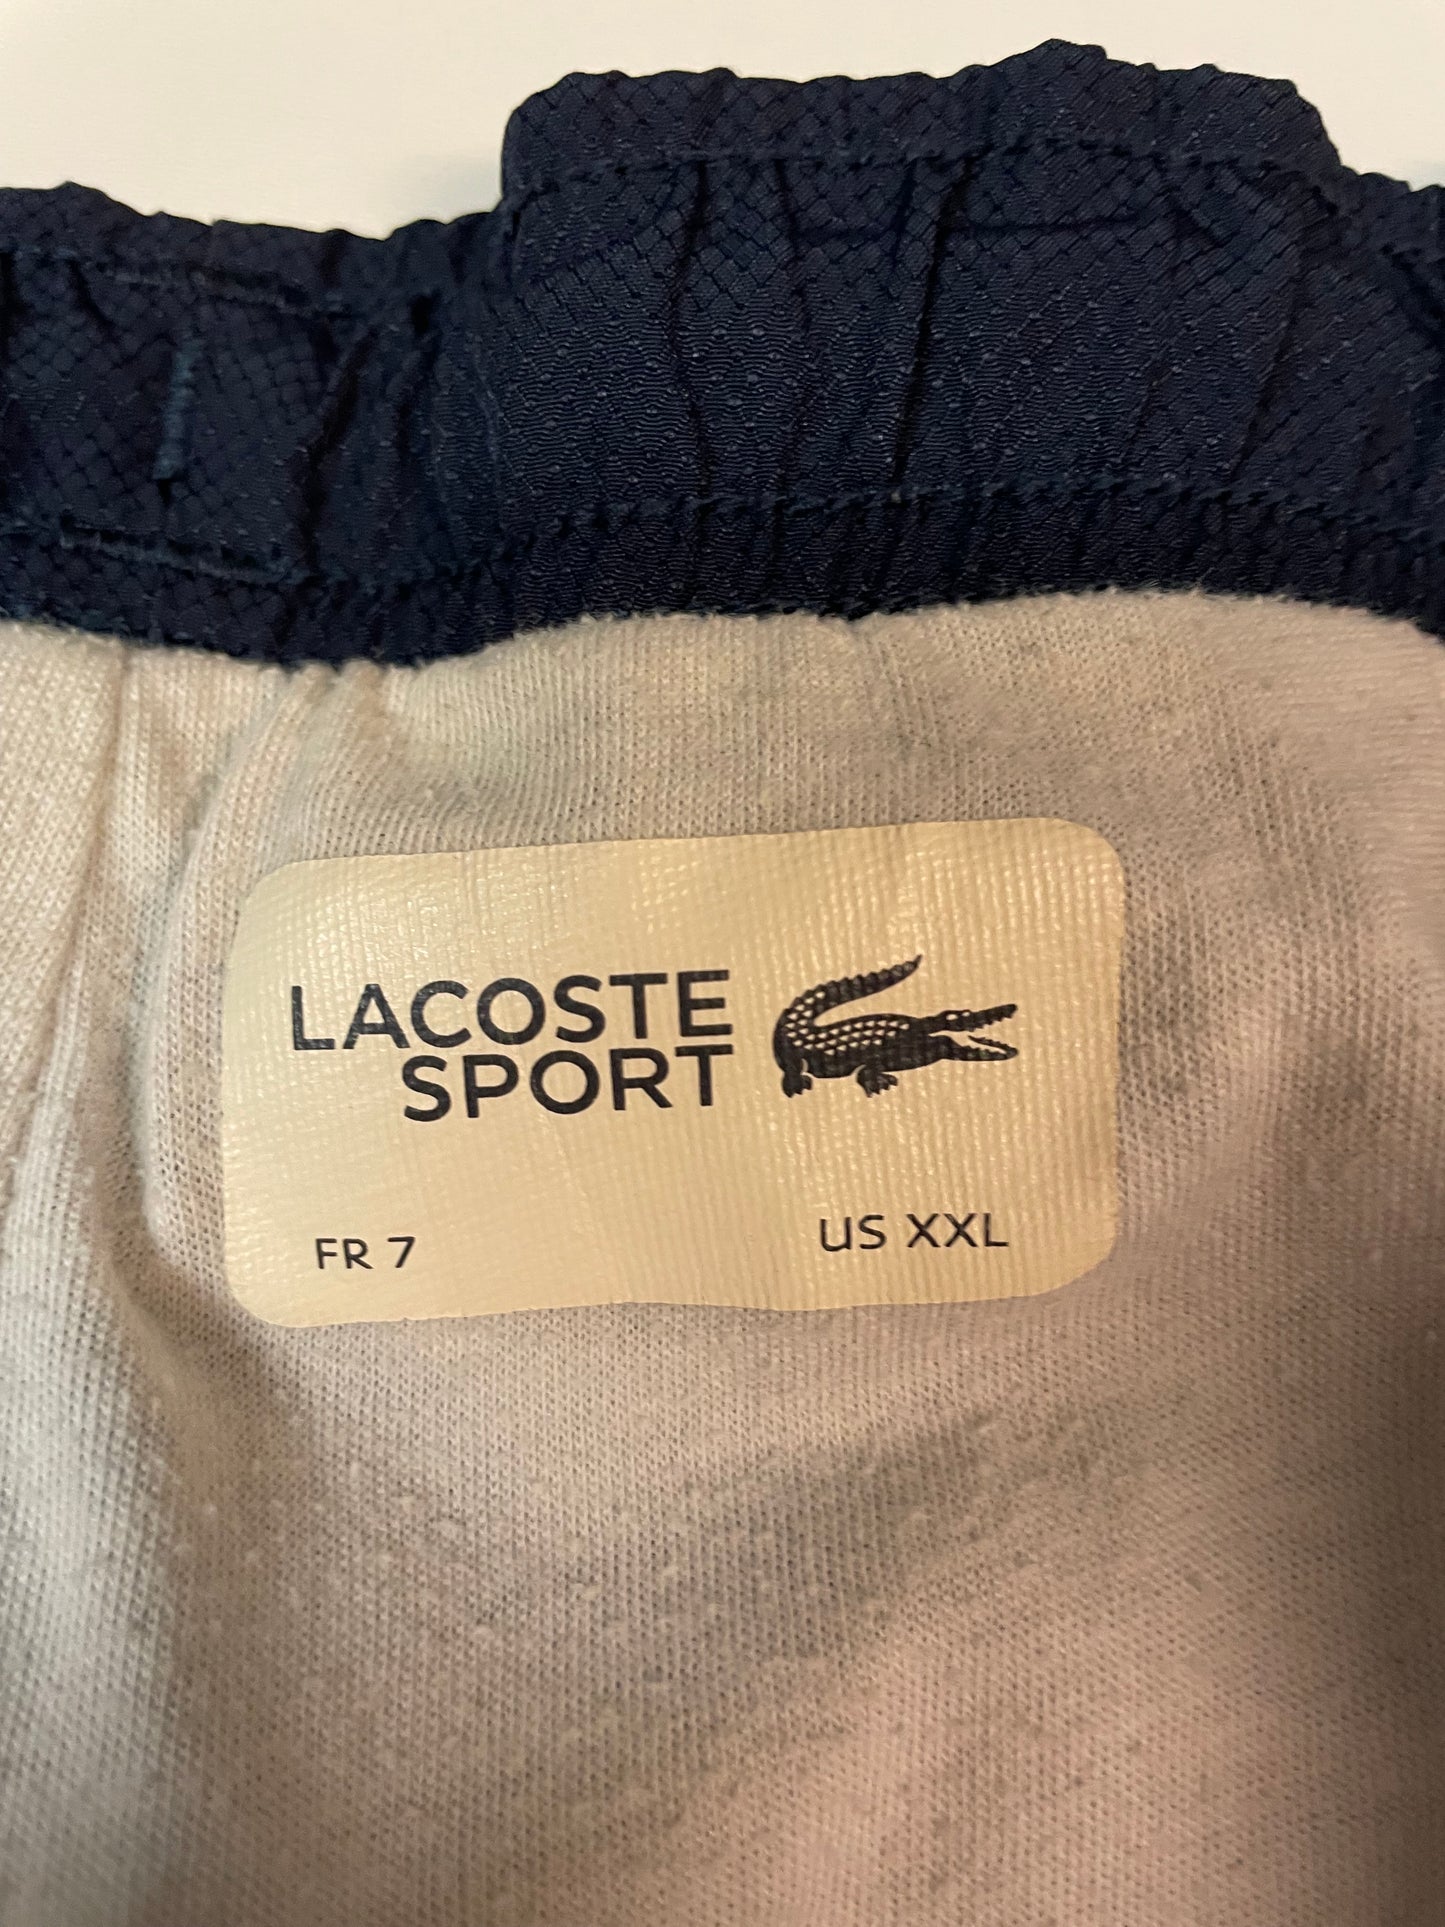 LACOSTE
SPORT
FR 7
US XXL